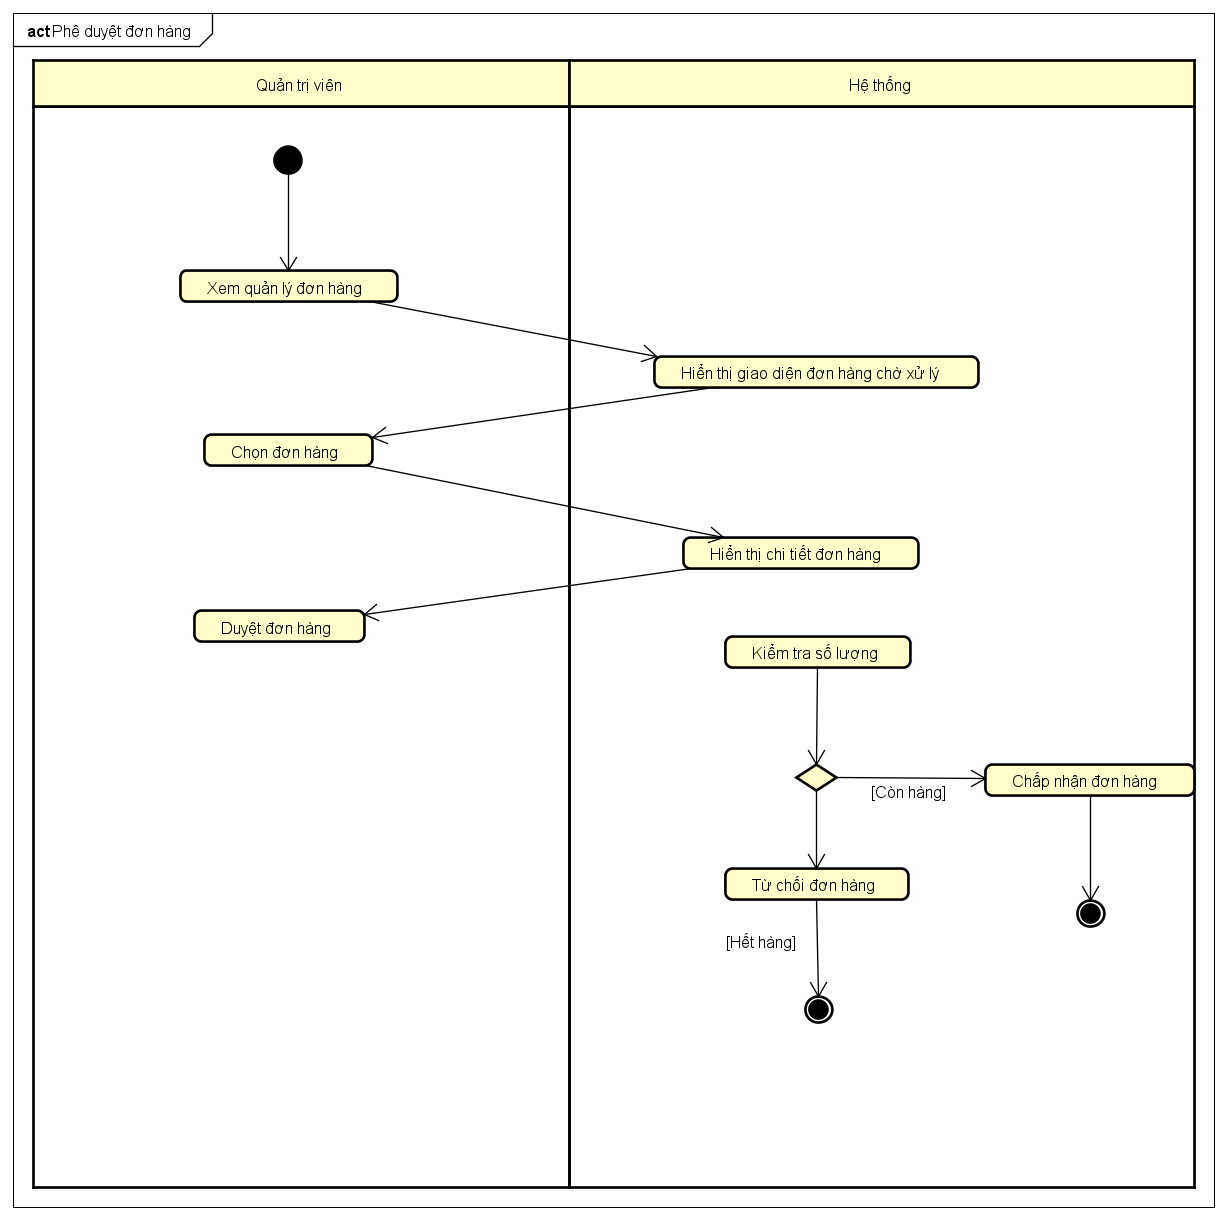 act Phê duyệt đơn hàng
Quản trị viên
Hệ thống
Xem quản lý đơn hàng
Hiển thị giao diện đơn hàng chờ xử lý
Chọn đơn hàng
Hiển thị chi tiết đơn hàng
Duyệt đơn hàng
Kiểm tra số lượng
Chấp nhận đơn hàng
[Còn hàng]
Từ chối đơn hàng
[Hết hàng]